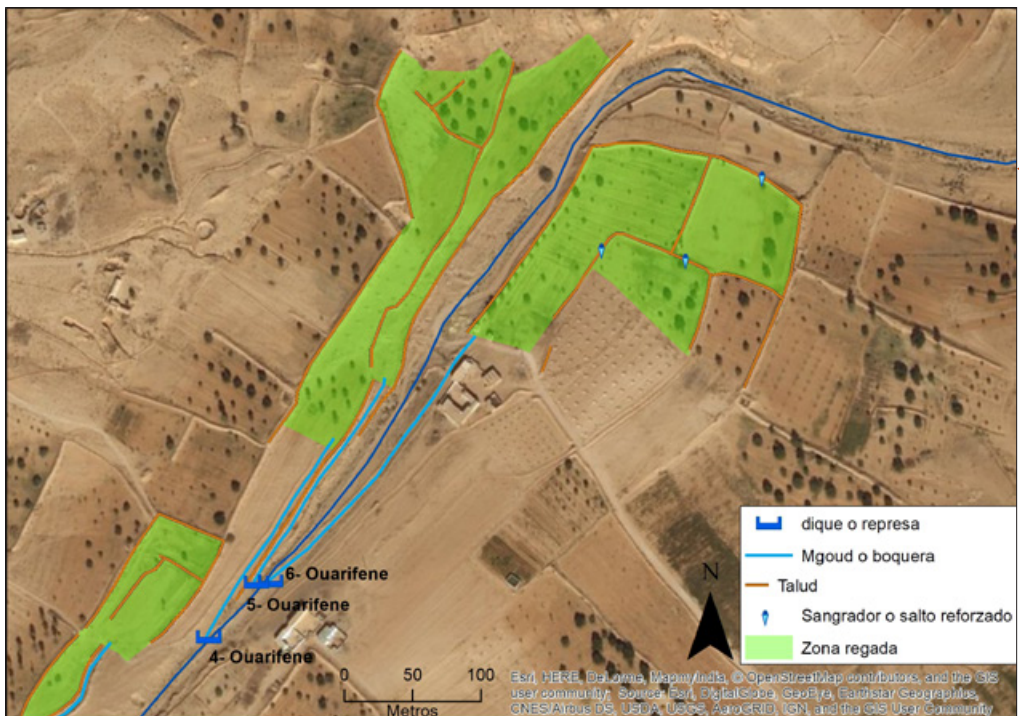 6- Ouarifene
5- Ouarifene
4- Ouarifene
N
0 50 100
Metros
dique o represa
Mgoud o boquera
Talud
Sangrador o salto reforzado
Zona regada
Esri, HERE, DeLorme, MapmyIndia, © OpenStreetMap contributors, and the GIS
user community; Source: Esri, DigitalGlobe, GeoEye, Earthstar Geographics,
CNES/Airbus DS, USDA, USGS, AeroGRID, IGN, and the GIS User Community